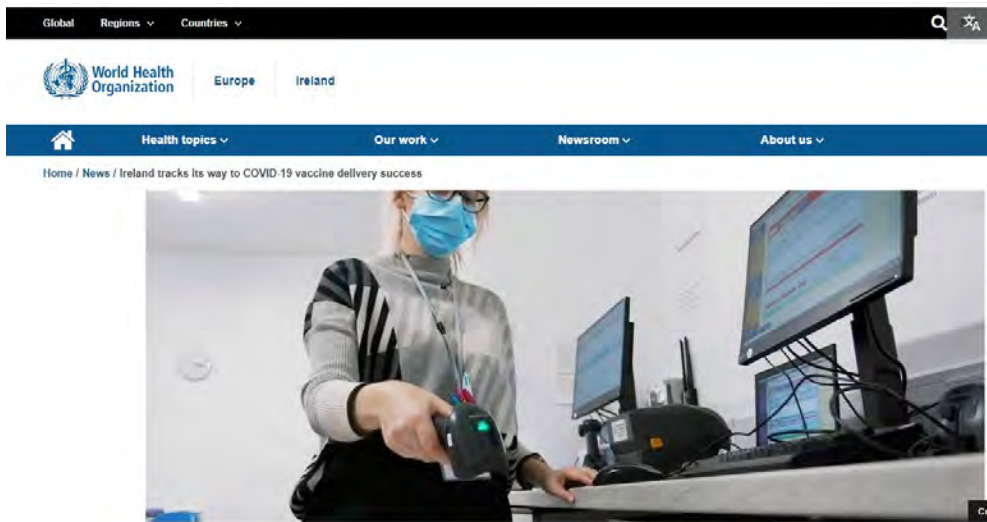 Global Regions Countries
World Health
Organization
Europe Ireland
Health topics Our work Newsroom About us
Home / News / Ireland tracks its way to COVID-19 vaccine delivery success